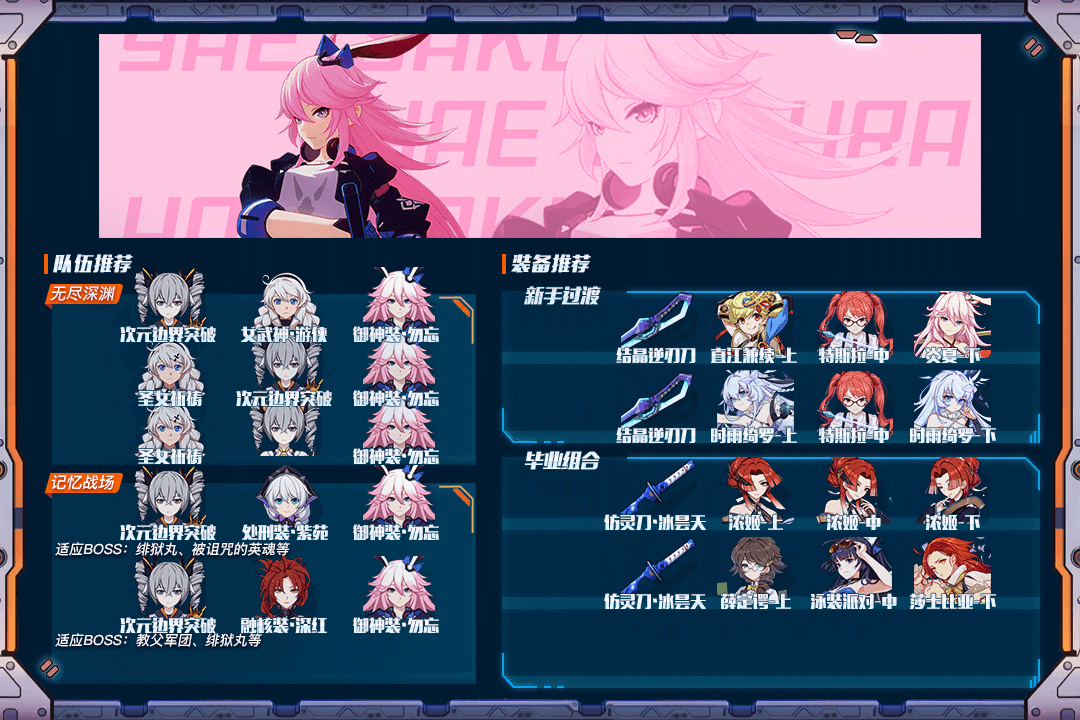 YAE SAKU
YAE
URA
队伍推荐
无尽深渊
次元边界突破 女武神·游侠 御神装·勿忘
圣女祈祷 次元边界突破 御神装·勿忘
圣女祈祷 御神装·勿忘
记忆战场
次元边界突破 处刑装·紫苑 御神装·勿忘
适应BOSS：绯狱丸、被诅咒的英魂等
次元边界突破 融核装·深红 御神装·勿忘
适应BOSS：教父军团、绯狱丸等
装备推荐
新手过渡
结晶逆刃刀 直江兼续-上 特斯拉-中 炎夏-下
结晶逆刃刀 时雨绮罗-上 特斯拉-中 时雨绮罗-下
毕业组合
仿灵刀·冰昙天 浓姬-上 浓姬-中 浓姬-下
仿灵刀·冰昙天 薛定谔-上 泳装派对-中 莎士比亚-下